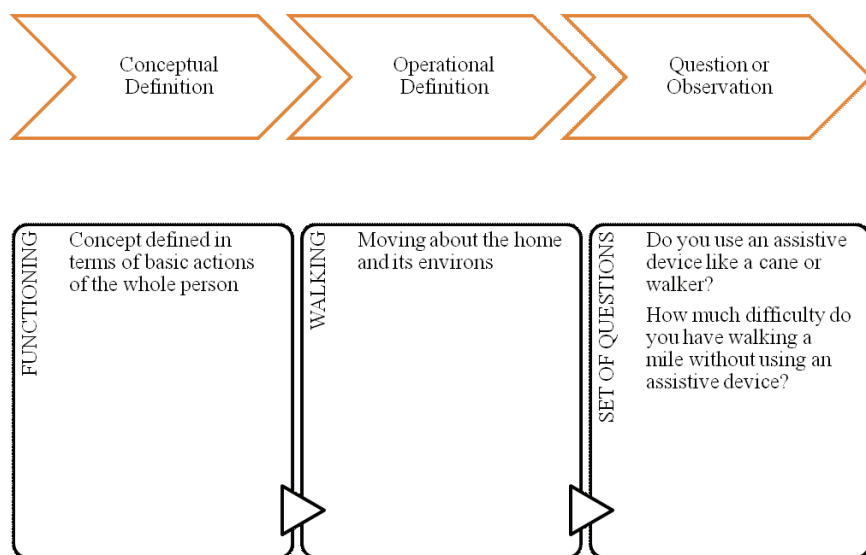 Conceptual
Definition
Operational
Definition
Question or
Observation
FUNCTIONING
Concept defined in
terms of basic actions
of the whole person
WALKING
Moving about the home
and its environs
SET OF QUESTIONS
Do you use an assistive
device like a cane or
walker?
How much difficulty do
you have walking a
mile without using an
assistive device?